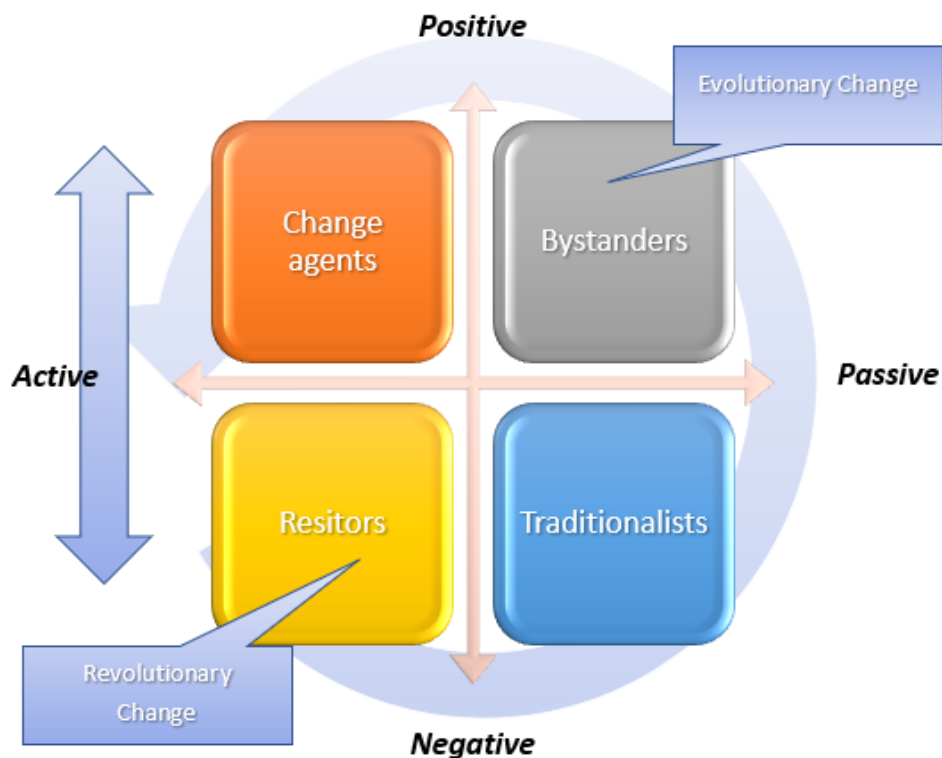 Positive
Evolutionary Change
Change
agents
Bystanders
Active
Passive
Resitors
Traditionalists
Revolutionary
Change
Negative